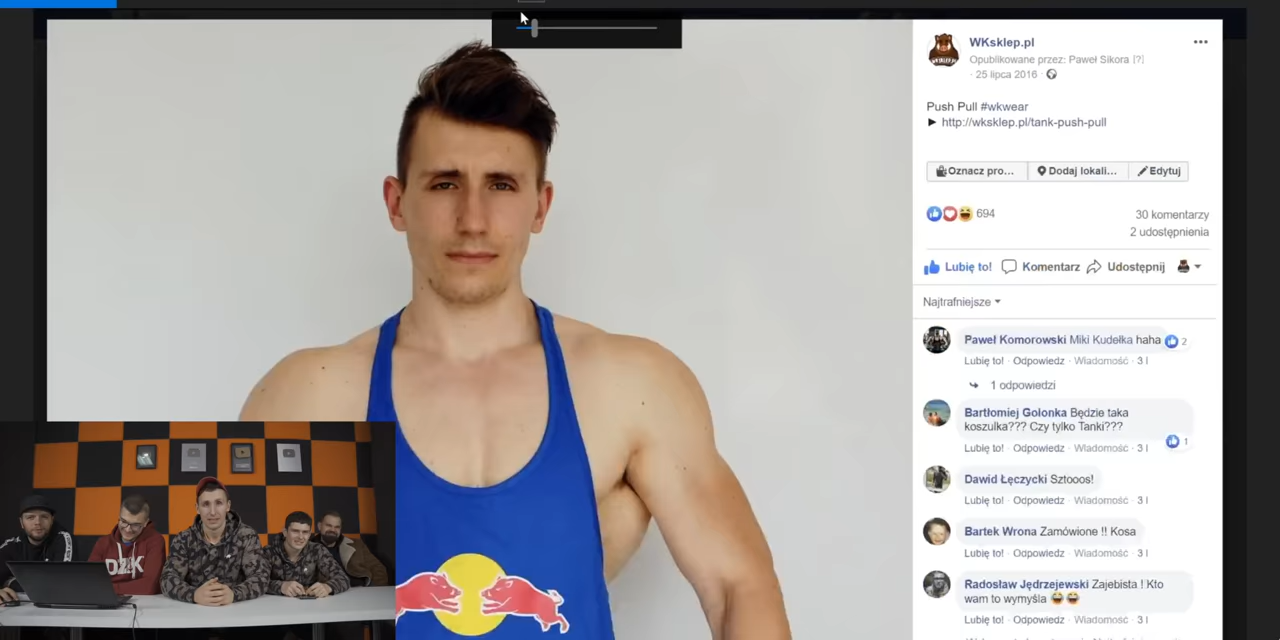 WKsklep.pl
Opublikowane przez: Paweł Sikora [?]
· 25 lipca 2016 ·
Push Pull #wkwear
► http://wksklep.pl/tank-push-pull
Oznacz pro... Dodaj lokali... Edytuj
694
30 komentarzy
2 udostępnienia
Lubię to! Komentarz Udostępnij
Najtrafniejsze
Paweł Komorowski Miki Kudełka haha 2
Lubię to! · Odpowiedz · Wiadomość · 3 l
1 odpowiedzi
Bartłomiej Golonka Będzie taka
koszulka??? Czy tylko Tanki???
1
Lubię to! · Odpowiedz · Wiadomość · 3 l
Dawid Łęczycki Sztooos!
Lubię to! · Odpowiedz · Wiadomość · 3 l
Bartek Wrona Zamówione !! Kosa
Lubię to! · Odpowiedz · Wiadomość · 3 l
Radosław Jędrzejewski Zajebista ! Kto
wam to wymyśla 😂😂
Lubię to! · Odpowiedz · Wiadomość · 3 l